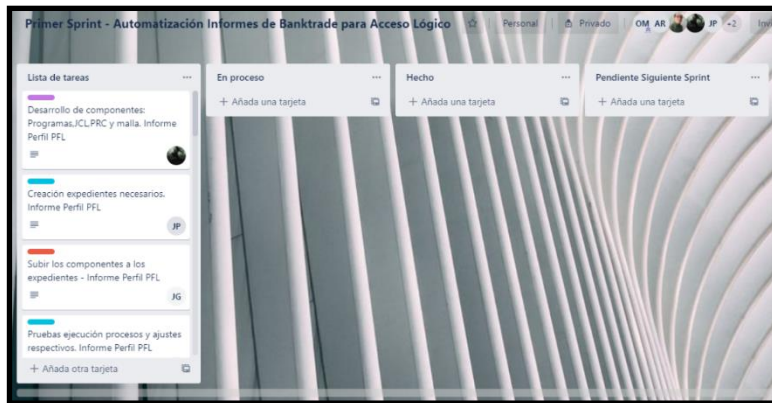 Primer Sprint - Automatización Informes de Banktrade para Acceso Lógico
Personal
Privado
OM AR
JP
+2
Invi
Lista de tareas
Desarrollo de componentes:
Programas,JCL,PRC y malla. Informe
Perfil PFL
Creación expedientes necesarios.
Informe Perfil PFL
JP
Subir los componentes a los
expedientes - Informe Perfil PFL
JG
Pruebas ejecución procesos y ajustes
respectivos. Informe Perfil PFL
+ Añada otra tarjeta
En proceso
+ Añada una tarjeta
Hecho
+ Añada una tarjeta
Pendiente Siguiente Sprint
+ Añada una tarjeta